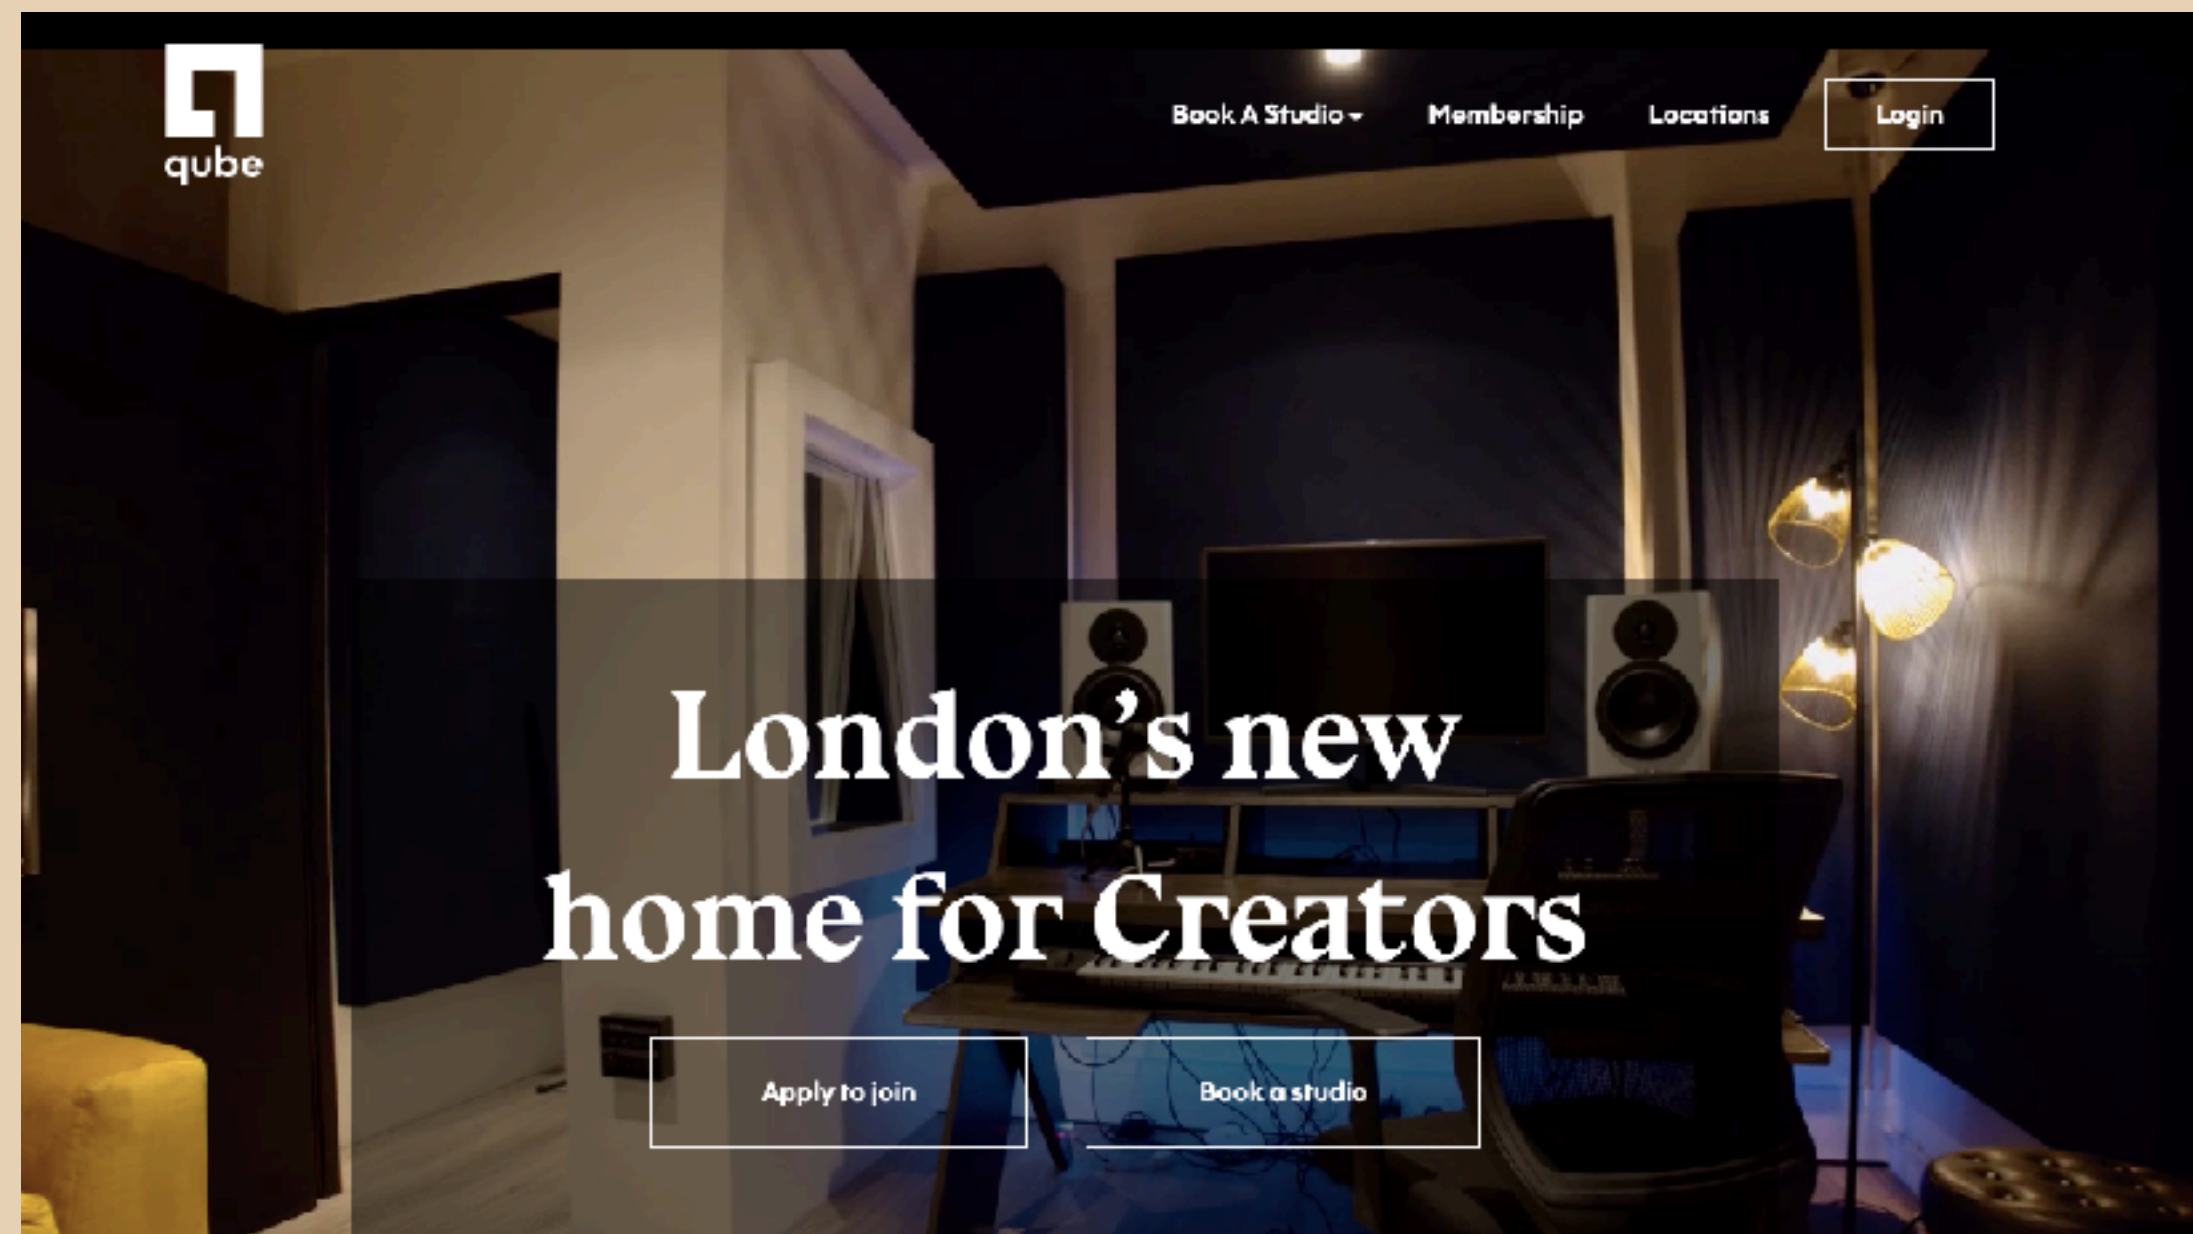 qube
Book A Studio
Membership
Locations
Login
London's new
home for Creators
Apply to join
Book a studio